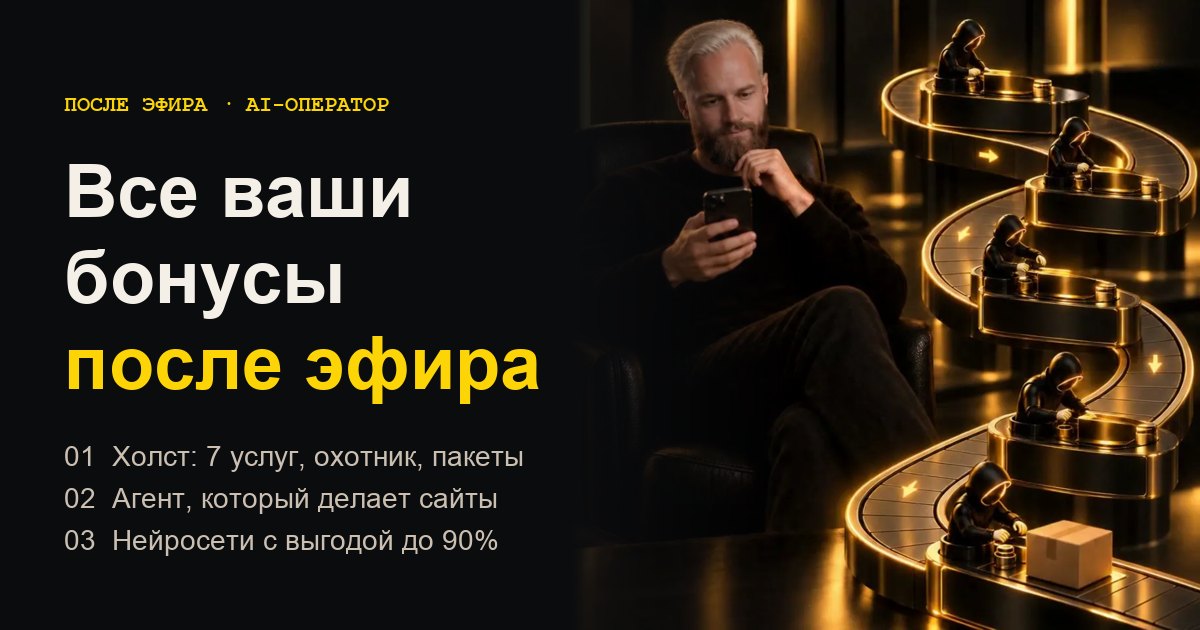 ПОСЛЕ ЭФИРА · AI-ОПЕРАТОР
Все ваши
бонусы
после эфира
01 Холст: 7 услуг, охотник, пакеты
02 Агент, который делает сайты
03 Нейросети с выгодой до 90%